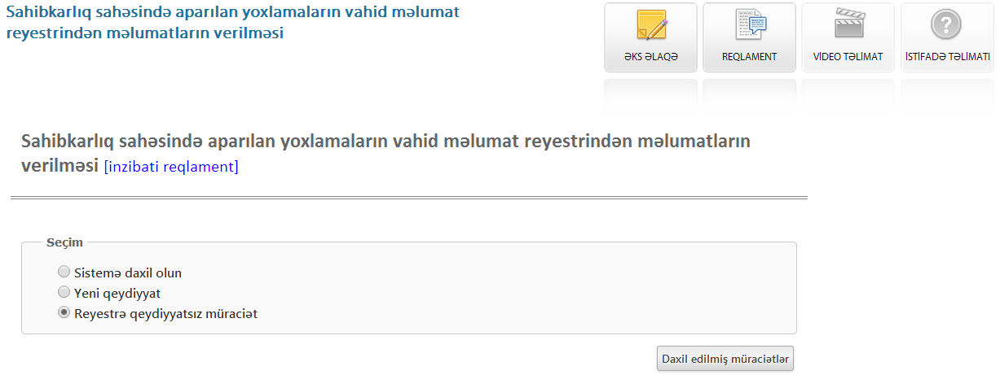 Sahibkarlıq sahəsində aparılan yoxlamaların vahid məlumat
reyestrindən məlumatların verilməsi
ƏKS ƏLAQƏ
REQLAMENT
VİDEO TƏLİMAT
İSTİFADƏ TƏLİMATI
Sahibkarlıq sahəsində aparılan yoxlamaların vahid məlumat reyestrindən məlumatların
verilməsi [inzibati reqlament]
Seçim
Sistemə daxil olun
Yeni qeydiyyat
Reyestrə qeydiyyatsız müraciət
Daxil edilmiş müraciətlər